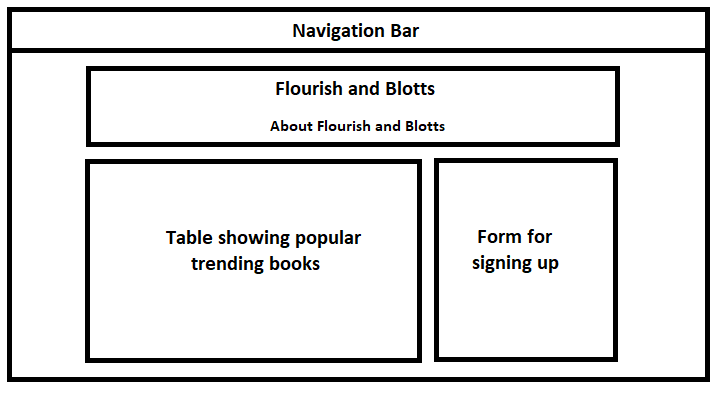 Navigation Bar
Flourish and Blotts
About Flourish and Blotts
Table showing popular
trending books
Form for
signing up